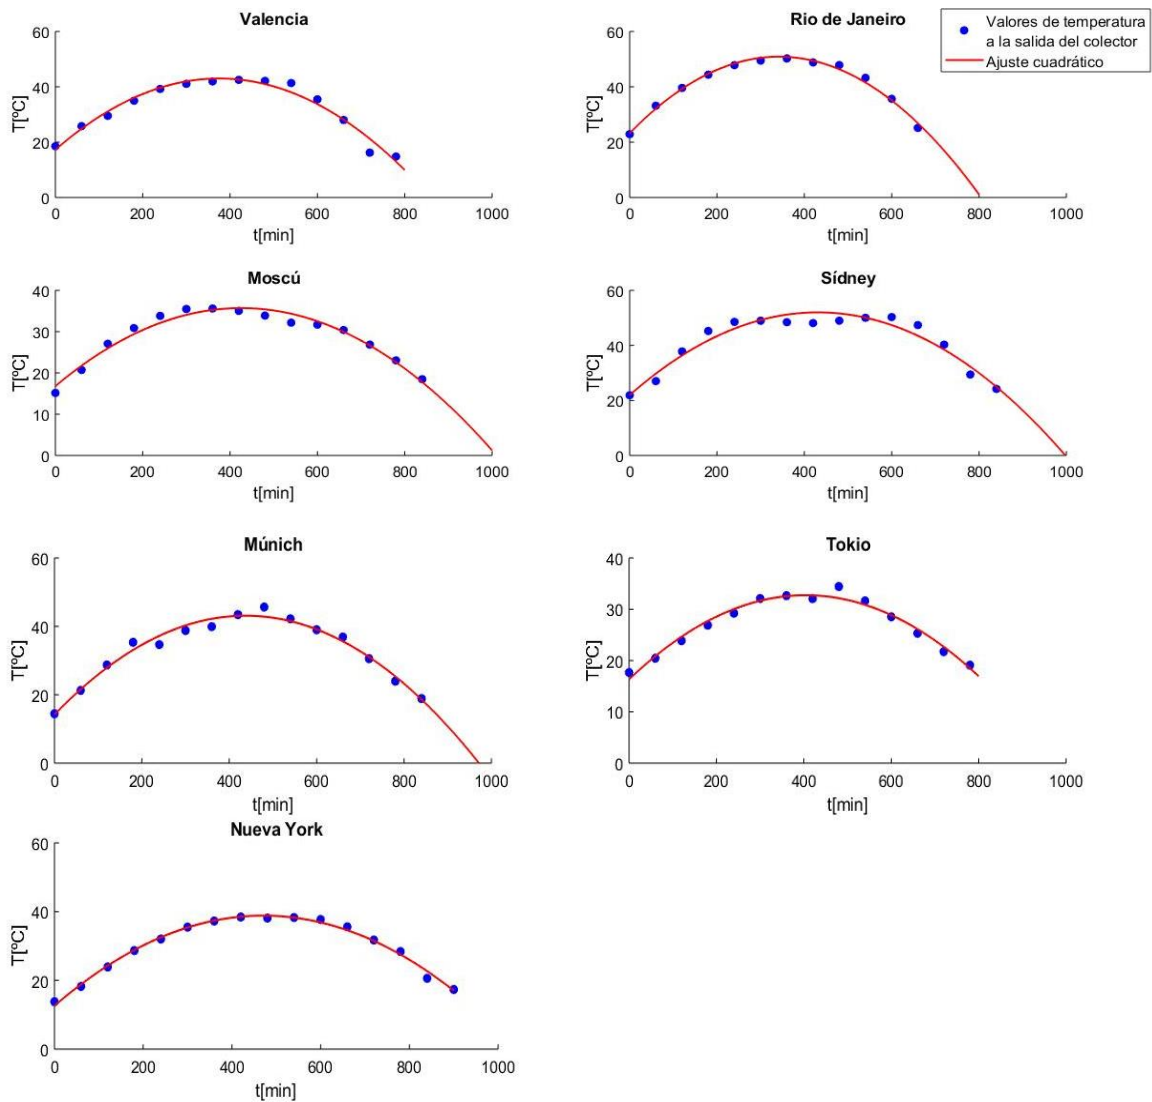 Valencia
60
40
20
0
T[ºC]
0 200 400 600 800 1000
t[min]
Rio de Janeiro
60
40
20
0
T[ºC]
0 200 400 600 800 1000
t[min]
Valores de temperatura
a la salida del colector
Ajuste cuadrático
Moscú
40
30
20
10
0
T[ºC]
0 200 400 600 800 1000
t[min]
Sídney
60
40
20
0
T[ºC]
0 200 400 600 800 1000
t[min]
Múnich
60
40
20
0
T[ºC]
0 200 400 600 800 1000
t[min]
Tokio
40
30
20
10
0
T[ºC]
0 200 400 600 800 1000
t[min]
Nueva York
60
40
20
0
T[ºC]
0 200 400 600 800 1000
t[min]